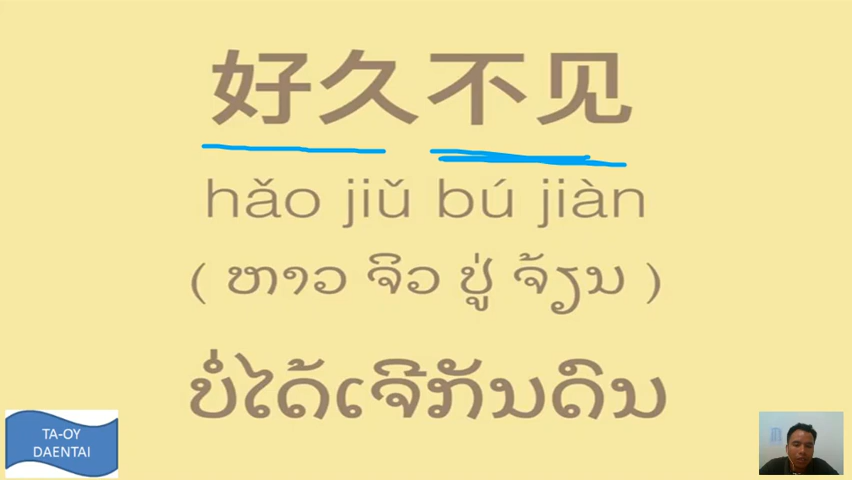 好久不见
hǎo jiǔ bú jiàn
( ຫາວ ຈິວ ປູ່ ຈ້ຽນ )
ບໍ່ໄດ້ເຈີກັນດົນ
TA-OY
DAENTAI